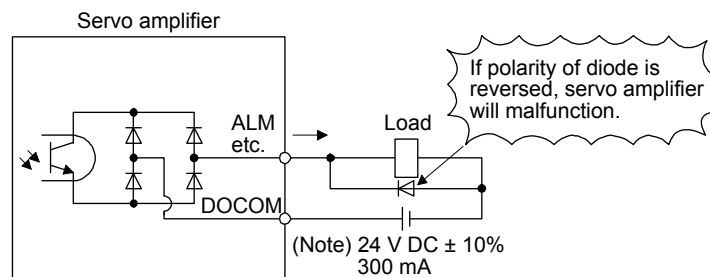 Servo amplifier
If polarity of diode is
reversed, servo amplifier
will malfunction.
ALM
etc.
Load
DOCOM
(Note) 24 V DC ± 10%
300 mA